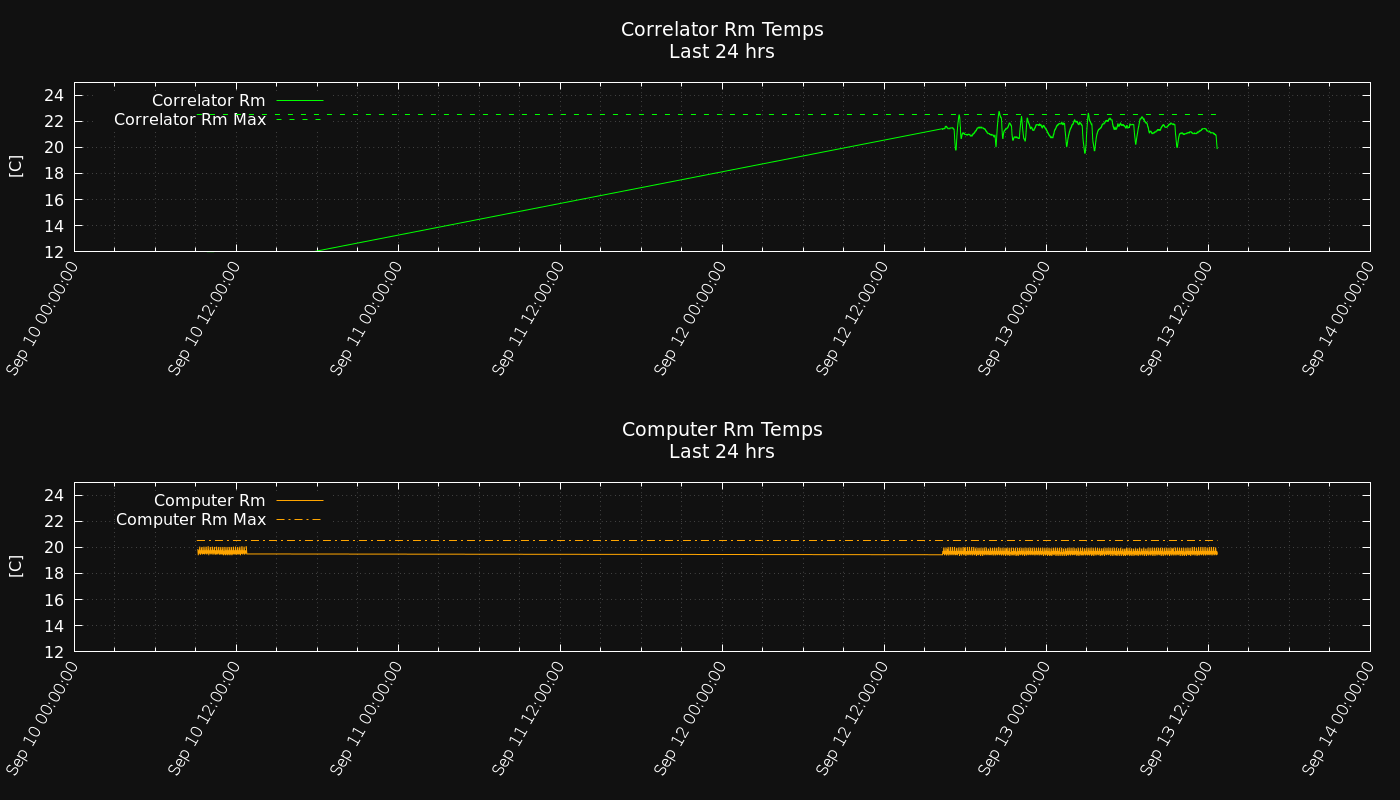 Correlator Rm Temps
Last 24 hrs
Correlator Rm
Correlator Rm Max
24
22
20
18
16
14
12
[C]
Sep 10 00:00:00
Sep 10 12:00:00
Sep 11 00:00:00
Sep 11 12:00:00
Sep 12 00:00:00
Sep 12 12:00:00
Sep 13 00:00:00
Sep 13 12:00:00
Sep 14 00:00:00
Computer Rm Temps
Last 24 hrs
Computer Rm
Computer Rm Max
24
22
20
18
16
14
12
[C]
Sep 10 00:00:00
Sep 10 12:00:00
Sep 11 00:00:00
Sep 11 12:00:00
Sep 12 00:00:00
Sep 12 12:00:00
Sep 13 00:00:00
Sep 13 12:00:00
Sep 14 00:00:00